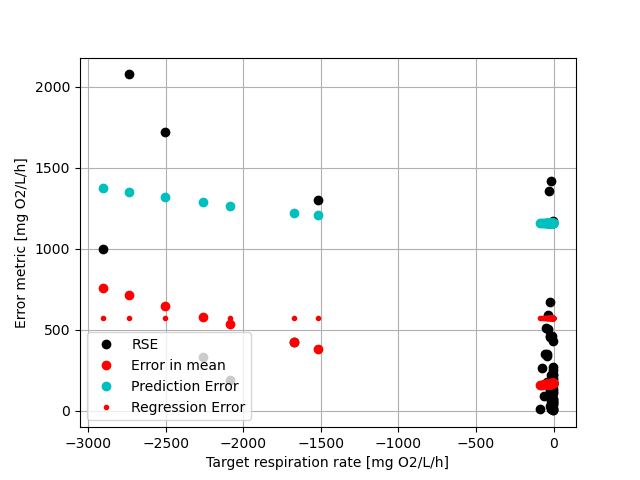 2000
1500
1000
500
0
Error metric [mg O2/L/h]
RSE
Error in mean
Prediction Error
Regression Error
−3000 −2500 −2000 −1500 −1000 −500 0
Target respiration rate [mg O2/L/h]